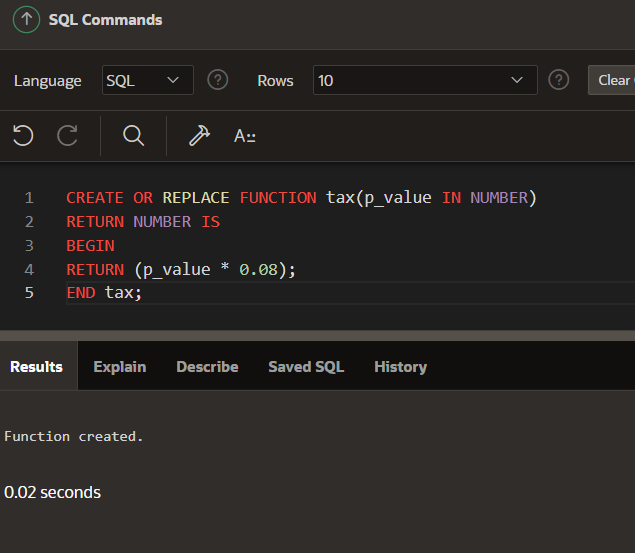 SQL Commands
Language SQL ? Rows 10 ? Clear
A::
1 CREATE OR REPLACE FUNCTION tax(p_value IN NUMBER)
2 RETURN NUMBER IS
3 BEGIN
4 RETURN (p_value * 0.08);
5 END tax;
Results Explain Describe Saved SQL History
Function created.
0.02 seconds